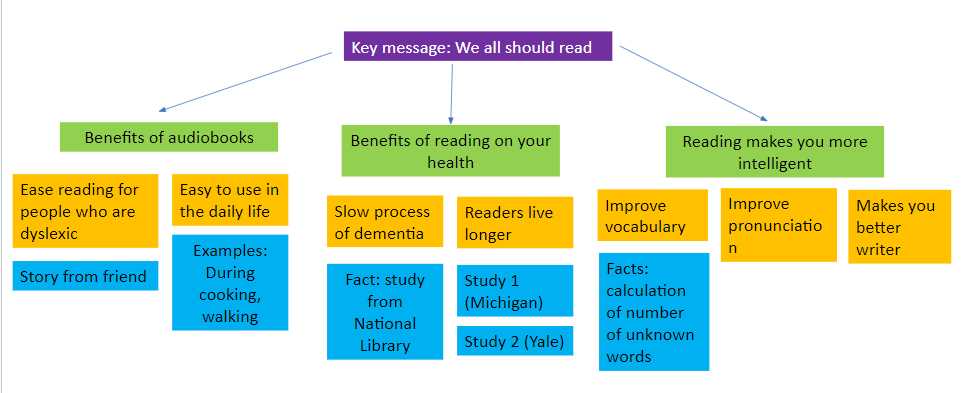 Key message: We all should read
Benefits of audiobooks
Benefits of reading on your
health
Reading makes you more
intelligent
Ease reading for
people who are
dyslexic
Easy to use in
the daily life
Story from friend
Examples:
During
cooking,
walking
Slow process
of dementia
Readers live
longer
Fact: study
from
National
Library
Study 1
(Michigan)
Study 2 (Yale)
Improve
vocabulary
Improve
pronunciatio
n
Makes you
better
writer
Facts:
calculation
of number
of unknown
words